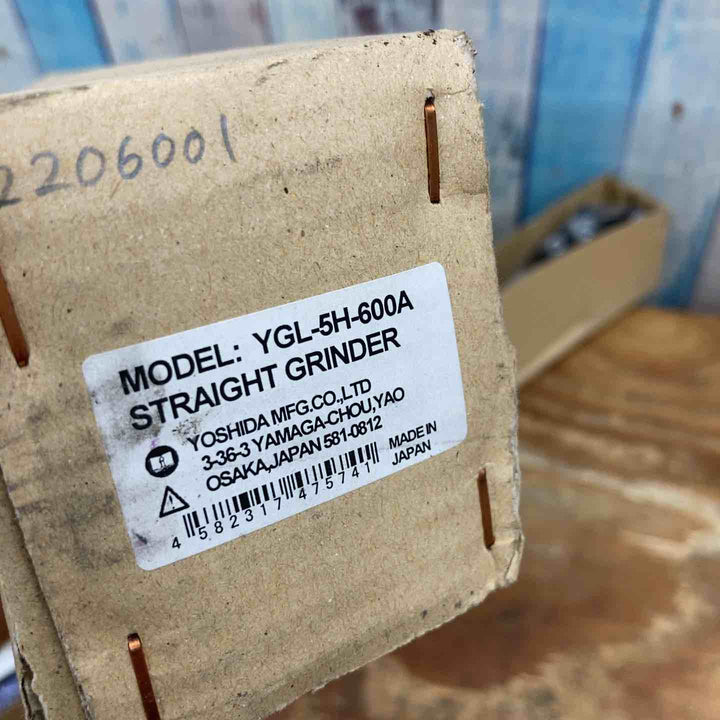 2206001
MODEL: YGL-5H-600A
STRAIGHT GRINDER
YOSHIDA MFG.CO.,LTD
3-36-3 YAMAGA-CHOU,YAO
OSAKA,JAPAN 581-0812
MADE IN
JAPAN
4 582317 475741